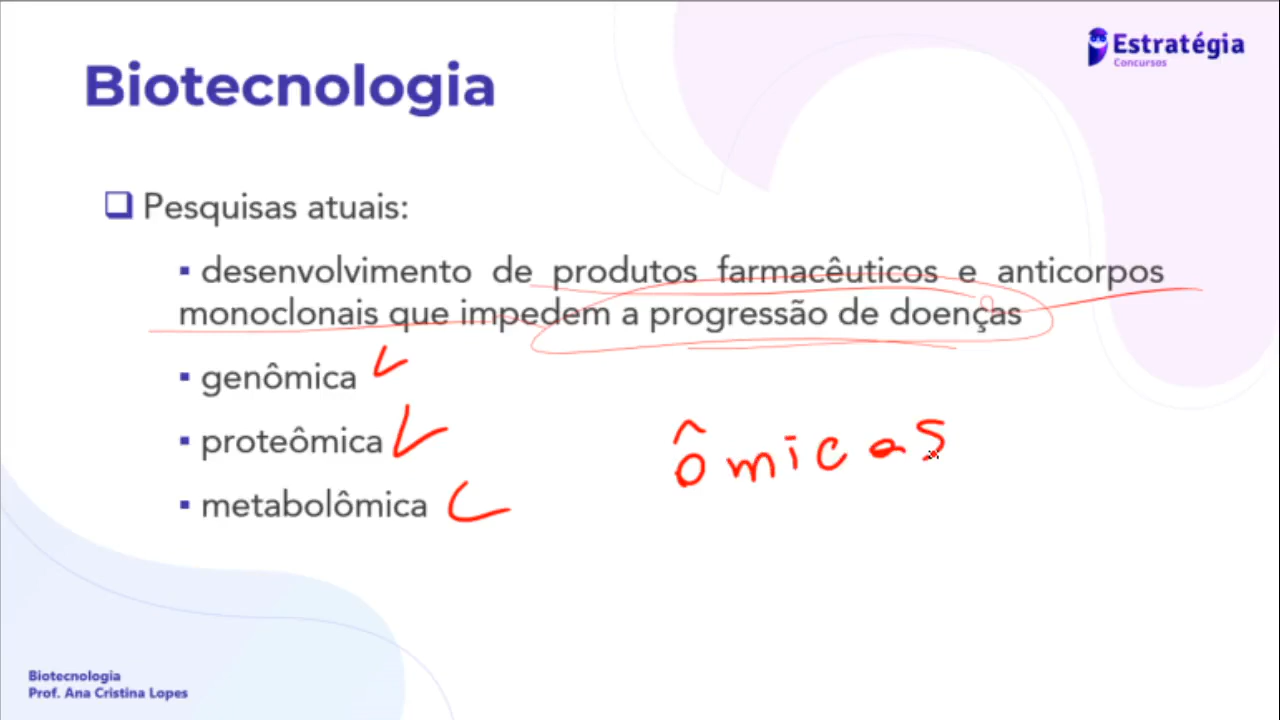 Estratégia
Concursos
Biotecnologia
❑ Pesquisas atuais:
▪ desenvolvimento de produtos farmacêuticos e anticorpos
monoclonais que impedem a progressão de doenças
▪ genômica
▪ proteômica
▪ metabolômica
ômicas
Biotecnologia
Prof. Ana Cristina Lopes